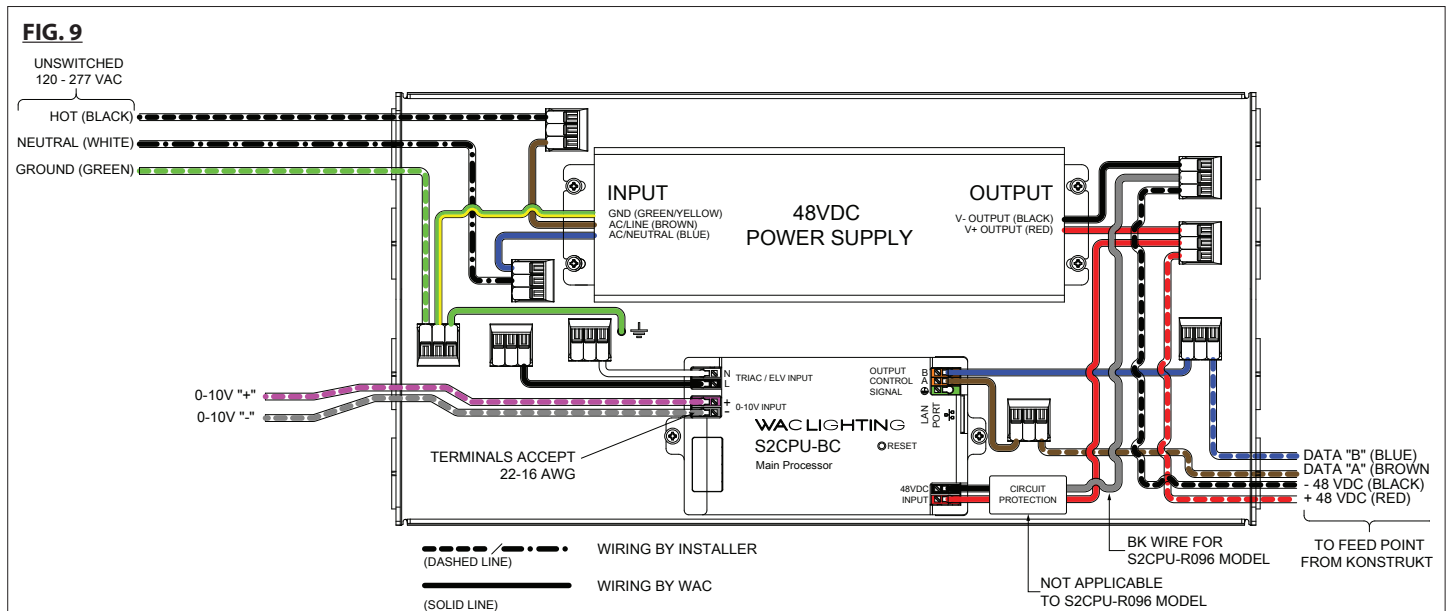 FIG. 9
UNSWITCHED
120 - 277 VAC
HOT (BLACK)
NEUTRAL (WHITE)
GROUND (GREEN)
INPUT
GND (GREEN/YELLOW)
AC/LINE (BROWN)
AC/NEUTRAL (BLUE)
48VDC
POWER SUPPLY
OUTPUT
V- OUTPUT (BLACK)
V+ OUTPUT (RED)
0-10V "+"
0-10V "-"
N
L
TRIAC / ELV INPUT
+
-
0-10V INPUT
OUTPUT
CONTROL
SIGNAL
B
A
LAN
PORT
WAC LIGHTING
S2CPU-BC
Main Processor
RESET
TERMINALS ACCEPT
22-16 AWG
48VDC
INPUT
CIRCUIT
PROTECTION
DATA "B" (BLUE)
DATA "A" (BROWN
- 48 VDC (BLACK)
+ 48 VDC (RED)
TO FEED POINT
FROM KONSTRUKT
BK WIRE FOR
S2CPU-R096 MODEL
NOT APPLICABLE
TO S2CPU-R096 MODEL
WIRING BY INSTALLER
(DASHED LINE)
WIRING BY WAC
(SOLID LINE)